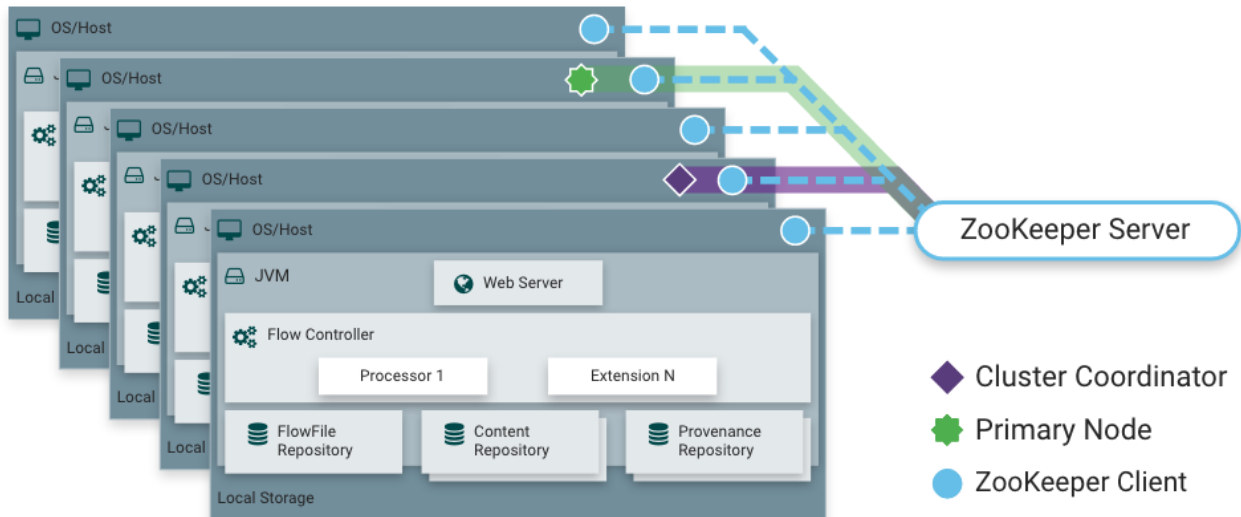 OS/Host
OS/Host
OS/Host
OS/Host
OS/Host
JVM
Web Server
Flow Controller
Processor 1
Extension N
FlowFile
Repository
Content
Repository
Provenance
Repository
Local Storage
Local
Local
Local
Local
ZooKeeper Server
Cluster Coordinator
Primary Node
ZooKeeper Client